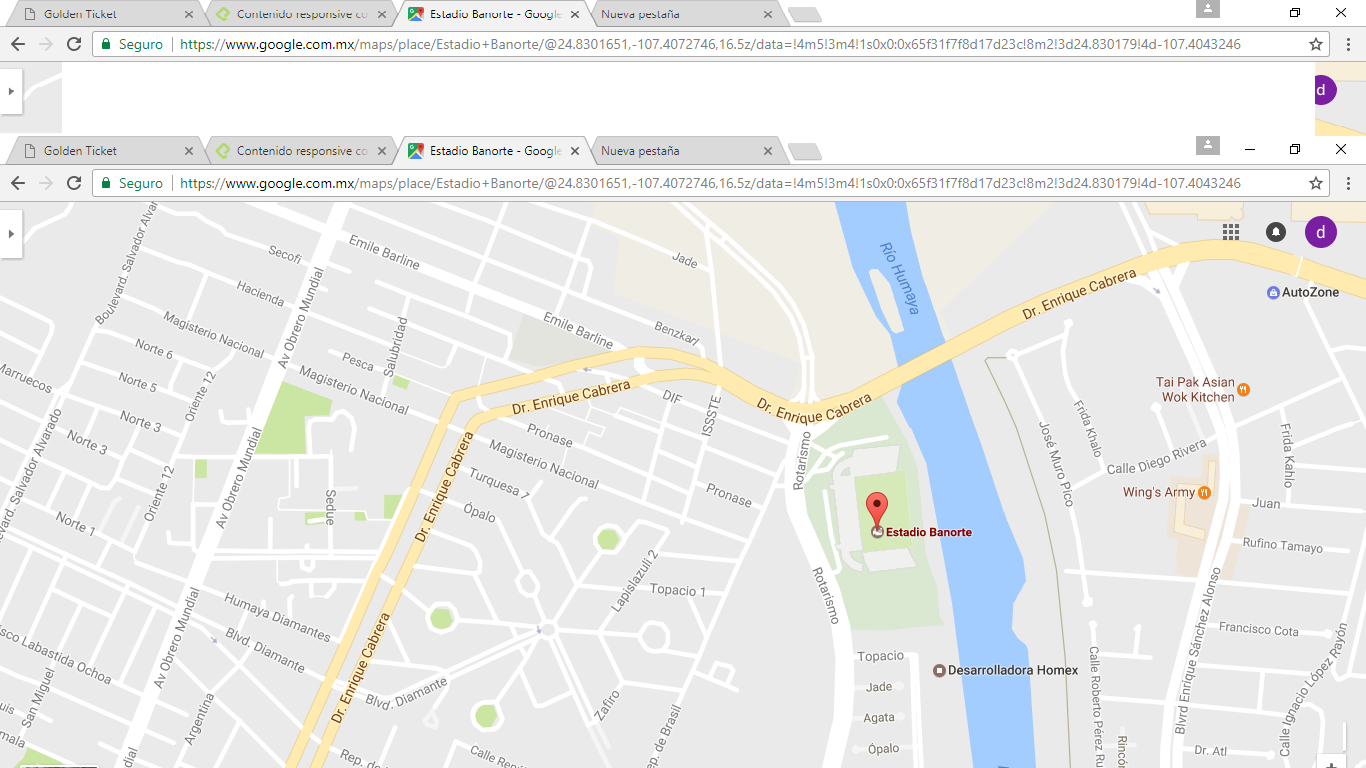 Golden Ticket
Contenido responsive co
Estadio Banorte - Google
Nueva pestaña
Seguro
https://www.google.com.mx/maps/place/Estadio+Banorte/@24.8301651,-107.4072746,16.5z/data=!4m5!3m4!1s0x0:0x65f31f7f8d17d23c!8m2!3d24.830179!4d-107.4043246
d
Golden Ticket
Contenido responsive co
Estadio Banorte - Google
Nueva pestaña
Seguro
https://www.google.com.mx/maps/place/Estadio+Banorte/@24.8301651,-107.4072746,16.5z/data=!4m5!3m4!1s0x0:0x65f31f7f8d17d23c!8m2!3d24.830179!4d-107.4043246
d
Boulevard. Salvador Alvarado
Secofi
Emile Barline
Jade
Río Humaya
Dr. Enrique Cabrera
AutoZone
Hacienda
Av Obrero Mundial
Magisterio Nacional
Salubridad
Emile Barline
Benzkarl
Norte 6
Pesca
Marruecos
Norte 5
Oriente 12
Magisterio Nacional
Dr. Enrique Cabrera
DIF
ISSSTE
Dr. Enrique Cabrera
Tai Pak Asian
Wok Kitchen
Frida Khalo
Norte 3
Norte 3
Pronase
Rotarismo
José Muro Pico
Calle Diego Rivera
Frida Kahlo
Salvador Alvarado
Oriente 12
Av Obrero Mundial
Magisterio Nacional
Turquesa 7
Pronase
Wing's Army
Juan
Sedue
Ópalo
Dr. Enrique Cabrera
Norte 1
Estadio Banorte
Rufino Tamayo
Lapislazuli 2
Topacio 1
Rotarismo
Humaya Diamantes
Blvd. Diamante
Av Obrero Mundial
Francisco Cota
Labastida Ochoa
Topacio
Desarrolladora Homex
Blvrd Enrique Sánchez Alonso
Calle Ignacio López Rayón
San Miguel
Argentina
Dr. Enrique Cabrera
Blvd. Diamante
Zafiro
Jade
Calle Roberto Pérez Ru
Agata
Rep. de Brasil
Ópalo
Rep. de
Calle Ren
Rincón
Dr. Atl